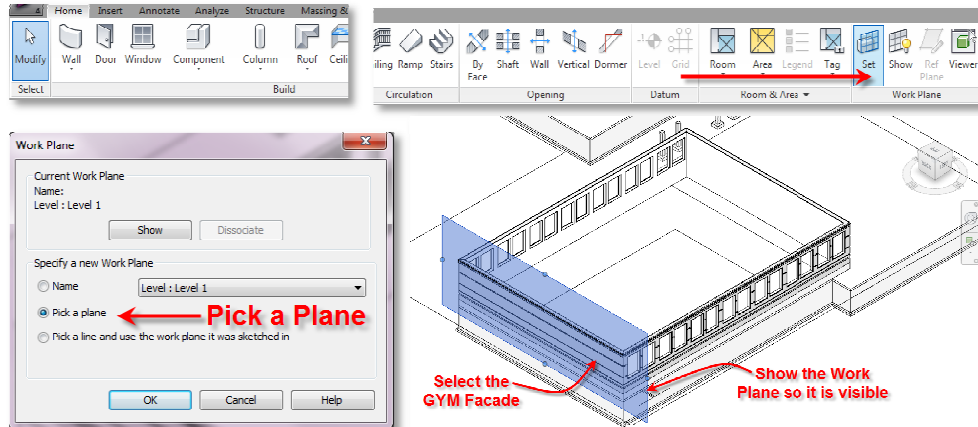 Home Insert Annotate Analyze Structure Massing &
Modify Wall Door Window Component Column Roof Ceili
Select Build
iling Ramp Stairs By Face Shaft Wall Vertical Dormer Level Grid Room Area Legend Tag Set Show Ref Plane Viewer
Circulation Opening Datum Room & Area Work Plane
Work Plane
Current Work Plane
Name:
Level : Level 1
Show Dissociate
Specify a new Work Plane
Name Level : Level 1
Pick a plane Pick a Plane
Pick a line and use the work plane it was sketched in
OK Cancel Help
Select the
GYM Facade
Show the Work
Plane so it is visible